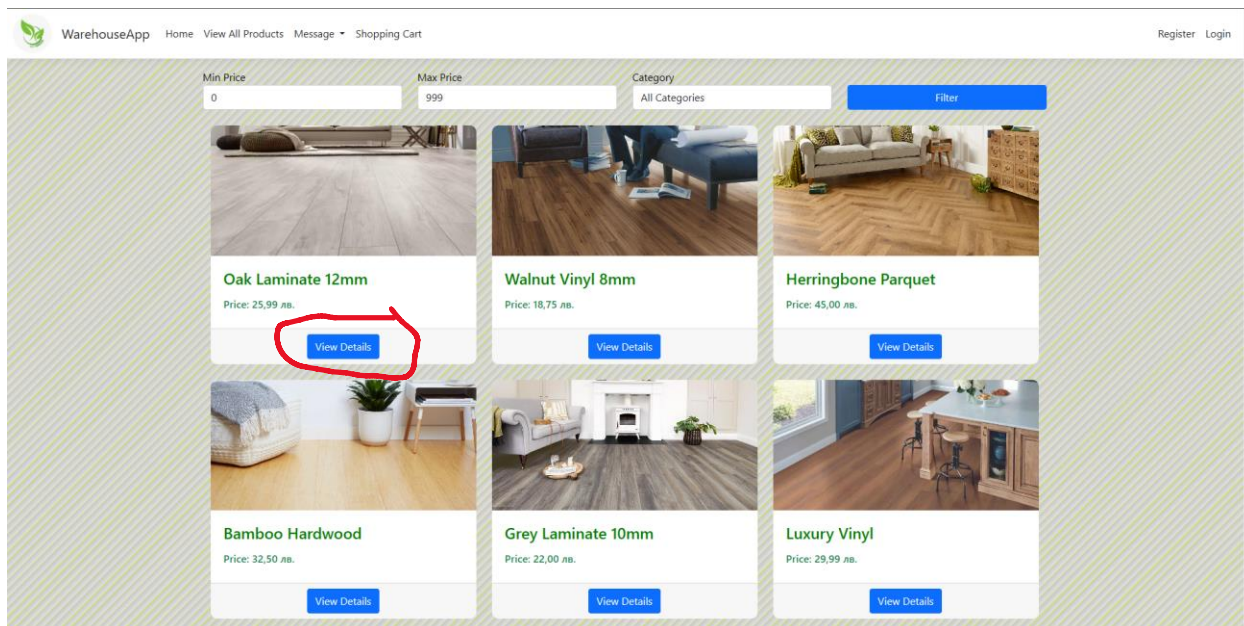 WarehouseApp Home View All Products Message Shopping Cart Register Login
Min Price Max Price Category
0 999 All Categories Filter
Oak Laminate 12mm Walnut Vinyl 8mm Herringbone Parquet
Price: 25,99 лв. Price: 18,75 лв. Price: 45,00 лв.
View Details View Details View Details
Bamboo Hardwood Grey Laminate 10mm Luxury Vinyl
Price: 32,50 лв. Price: 22,00 лв. Price: 29,99 лв.
View Details View Details View Details